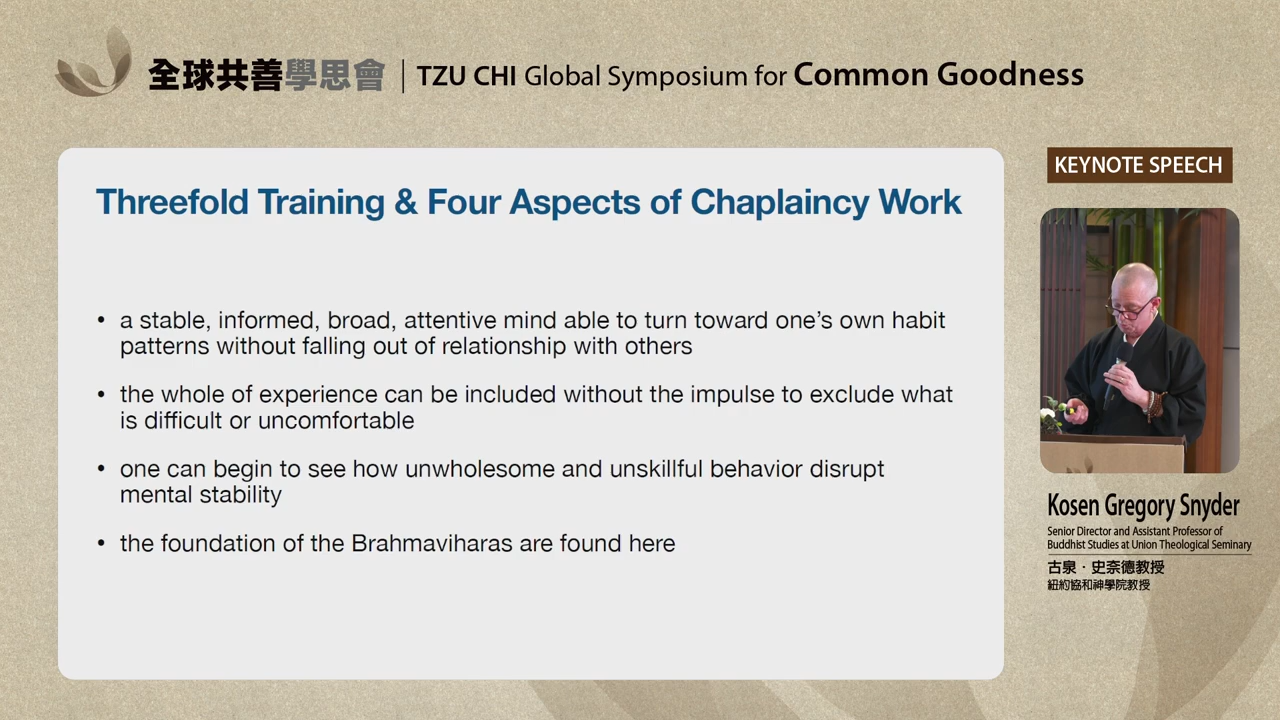 全球共善學思會 | TZU CHI Global Symposium for Common Goodness
Threefold Training & Four Aspects of Chaplaincy Work
• a stable, informed, broad, attentive mind able to turn toward one’s own habit
patterns without falling out of relationship with others
• the whole of experience can be included without the impulse to exclude what
is difficult or uncomfortable
• one can begin to see how unwholesome and unskillful behavior disrupt
mental stability
• the foundation of the Brahmaviharas are found here
KEYNOTE SPEECH
Kosen Gregory Snyder
Senior Director and Assistant Professor of
Buddhist Studies at Union Theological Seminary
古泉・史奈德教授
紐約協和神學院教授